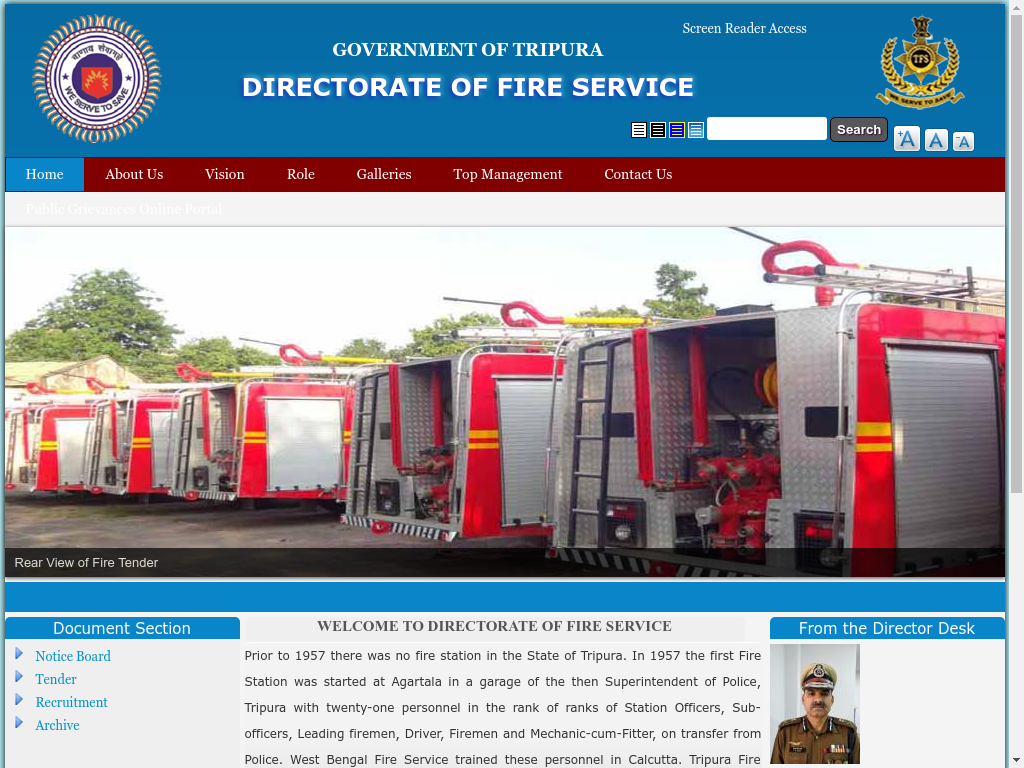 Screen Reader Access
GOVERNMENT OF TRIPURA
DIRECTORATE OF FIRE SERVICE
WE SERVE TO SAVE
TFS
WE SERVE TO SAVE
Search
+A A -A
Home About Us Vision Role Galleries Top Management Contact Us
Public Grievances Online Portal
Rear View of Fire Tender
Document Section
Notice Board
Tender
Recruitment
Archive
WELCOME TO DIRECTORATE OF FIRE SERVICE
Prior to 1957 there was no fire station in the State of Tripura. In 1957 the first Fire
Station was started at Agartala in a garage of the then Superintendent of Police,
Tripura with twenty-one personnel in the rank of ranks of Station Officers, Sub-
officers, Leading firemen, Driver, Firemen and Mechanic-cum-Fitter, on transfer from
Police. West Bengal Fire Service trained these personnel in Calcutta. Tripura Fire
From the Director Desk